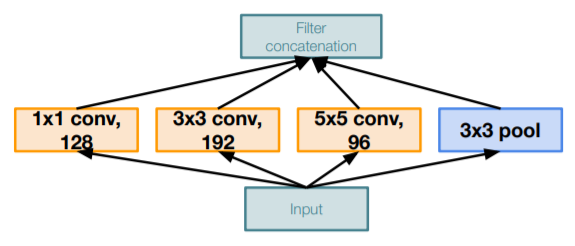 Filter
concatenation
1x1 conv,
128
3x3 conv,
192
5x5 conv,
96
3x3 pool
Input